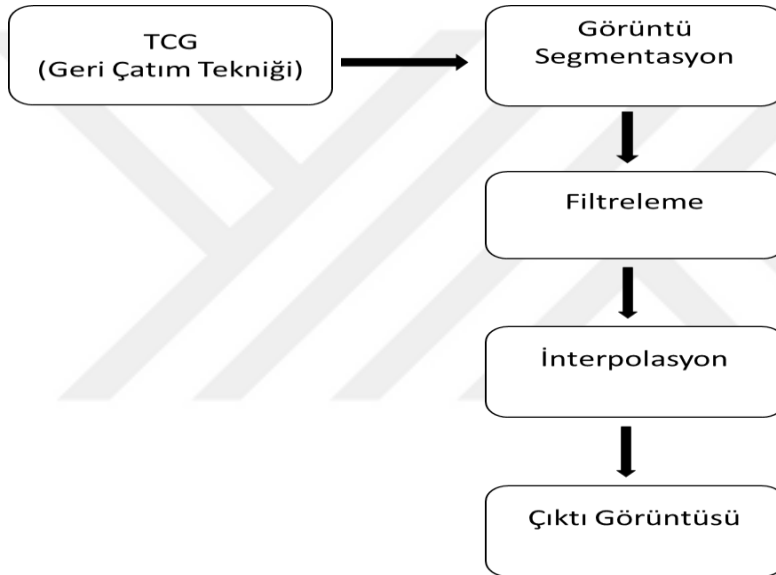 TCG
(Geri Çatım Tekniği)
Görüntü
Segmentasyon
Filtreleme
İnterpolasyon
Çıktı Görüntüsü